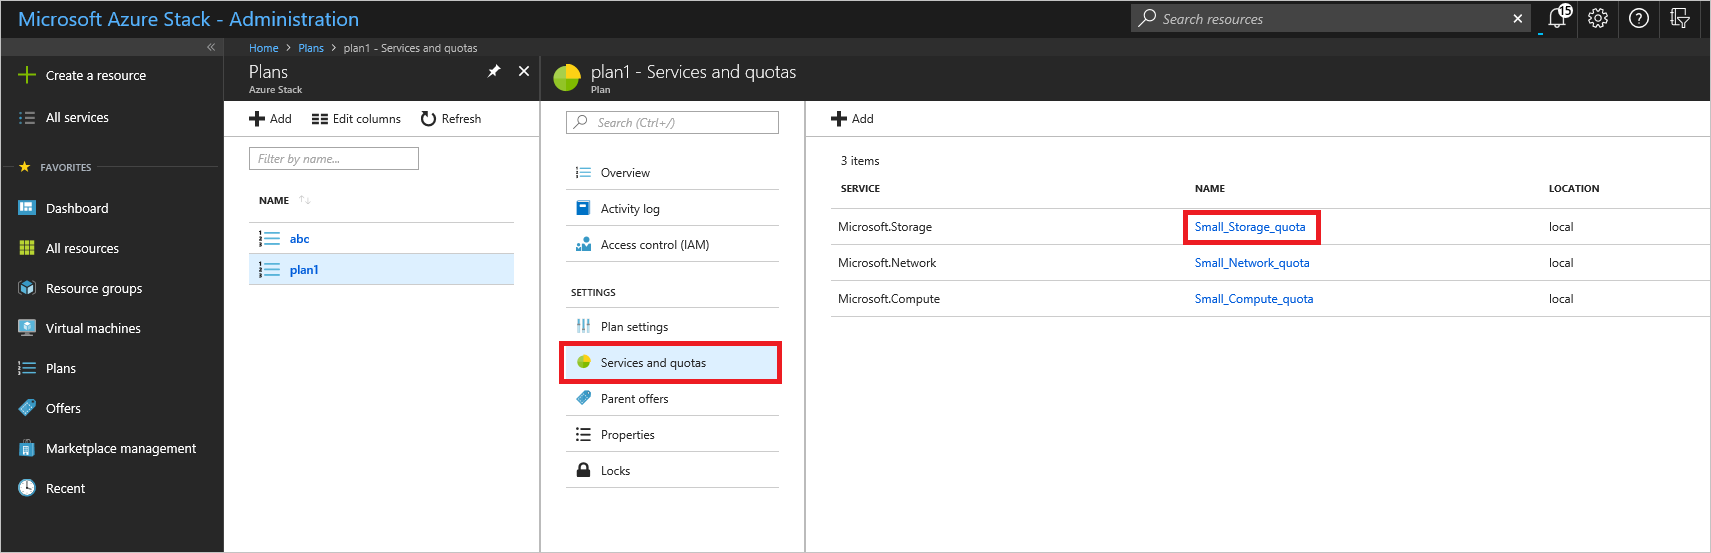 Microsoft Azure Stack - Administration
Search resources
15
Home > Plans > plan1 - Services and quotas
Create a resource
All services
FAVORITES
Dashboard
All resources
Resource groups
Virtual machines
Plans
Offers
Marketplace management
Recent
Plans
Azure Stack
Add Edit columns Refresh
Filter by name...
NAME
abc
plan1
plan1 - Services and quotas
Plan
Search (Ctrl+/)
Overview
Activity log
Access control (IAM)
SETTINGS
Plan settings
Services and quotas
Parent offers
Properties
Locks
Add
3 items
SERVICE NAME LOCATION
Microsoft.Storage Small_Storage_quota local
Microsoft.Network Small_Network_quota local
Microsoft.Compute Small_Compute_quota local